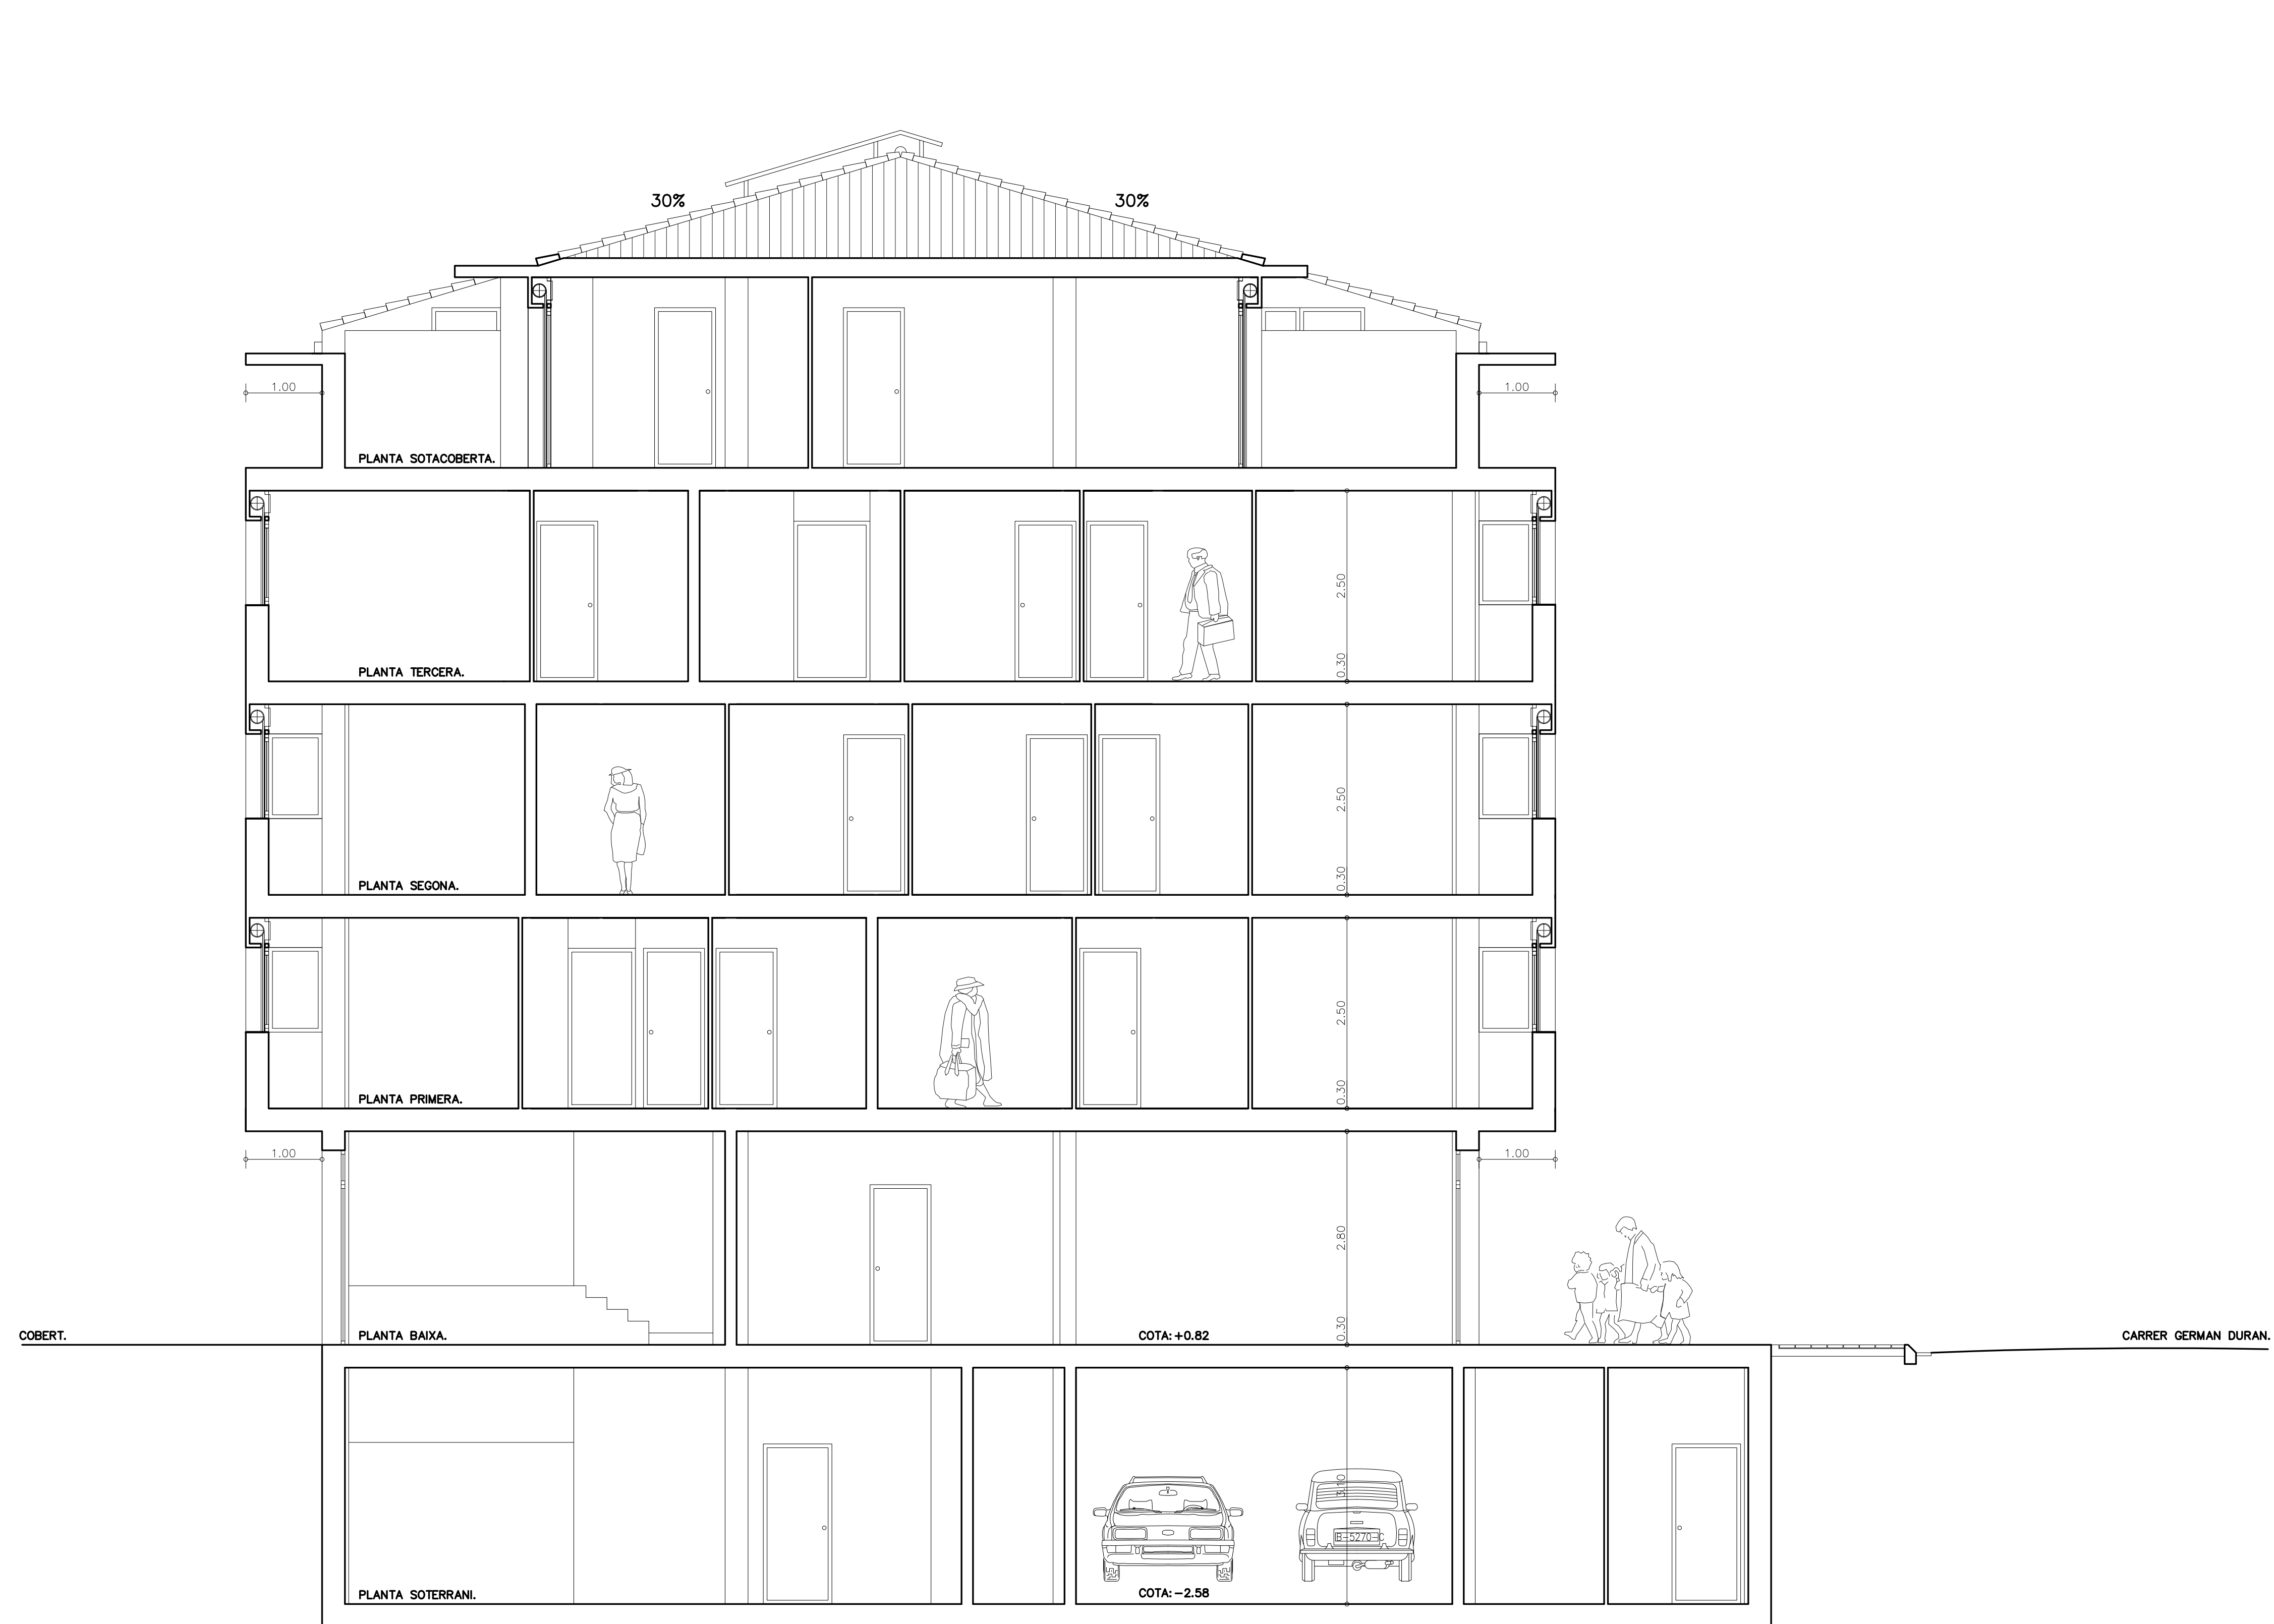 30% 30%
1.00 1.00
PLANTA SOTACOBERTA.
2.50
PLANTA TERCERA.
0.30
2.50
PLANTA SEGONA.
0.30
2.50
PLANTA PRIMERA.
0.30
1.00 1.00
2.80
COBERT. PLANTA BAIXA. COTA:+0.82 0.30 CARRER GERMAN DURAN.
3.10
B-5270-C
PLANTA SOTERRANI. COTA:-2.58